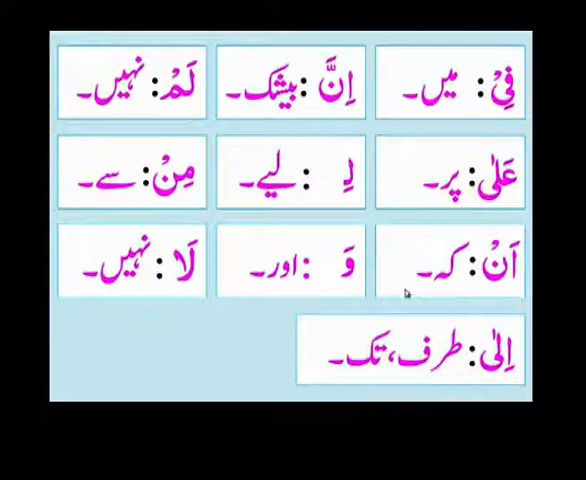 فِیْ: میں۔ اِنَّ: بیشک۔ لَمْ: نہیں۔
عَلٰی: پر۔ لِ: لیے۔ مِنْ: سے۔
اَنْ: کہ۔ وَ: اور۔ لَا: نہیں۔
اِلٰی: طرف، تک۔